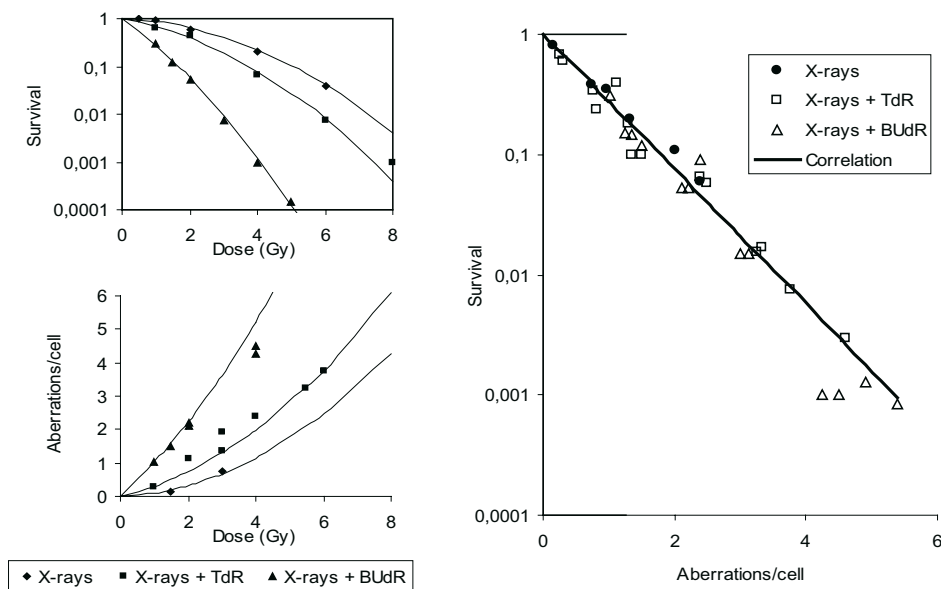 1
0,1
0,01
0,001
0,0001
Survival
0 2 4 6 8
Dose (Gy)
6
5
4
3
2
1
0
Aberrations/cell
0 2 4 6 8
Dose (Gy)
X-rays X-rays + TdR X-rays + BUdR
1
0,1
0,01
0,001
0,0001
Survival
0 2 4 6
Aberrations/cell
X-rays
X-rays + TdR
X-rays + BUdR
Correlation